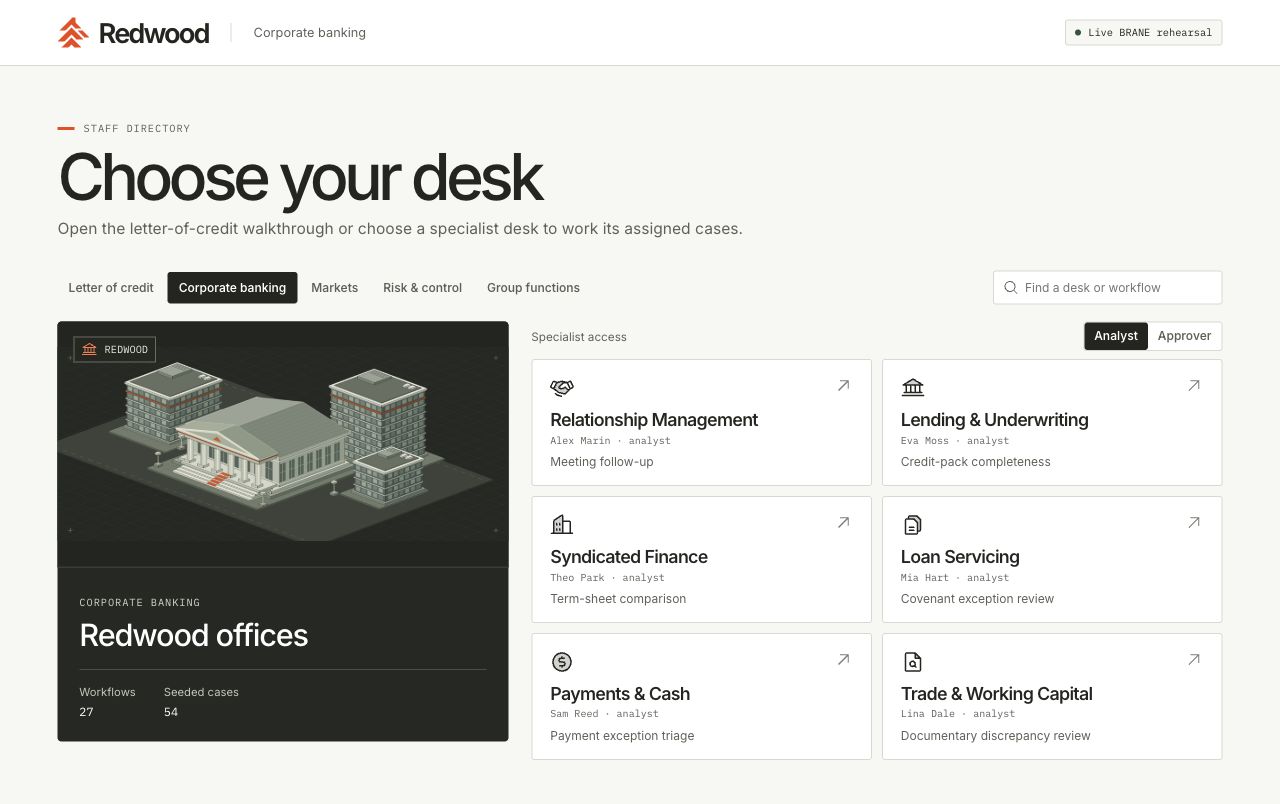 Redwood
Corporate banking
Live BRANE rehearsal
STAFF DIRECTORY
Choose your desk
Open the letter-of-credit walkthrough or choose a specialist desk to work its assigned cases.
Letter of credit
Corporate banking
Markets
Risk & control
Group functions
Find a desk or workflow
REDWOOD
CORPORATE BANKING
Redwood offices
Workflows
Seeded cases
27
54
Specialist access
Analyst
Approver
Relationship Management
Alex Marin · analyst
Meeting follow-up
Lending & Underwriting
Eva Moss · analyst
Credit-pack completeness
Syndicated Finance
Theo Park · analyst
Term-sheet comparison
Loan Servicing
Mia Hart · analyst
Covenant exception review
Payments & Cash
Sam Reed · analyst
Payment exception triage
Trade & Working Capital
Lina Dale · analyst
Documentary discrepancy review